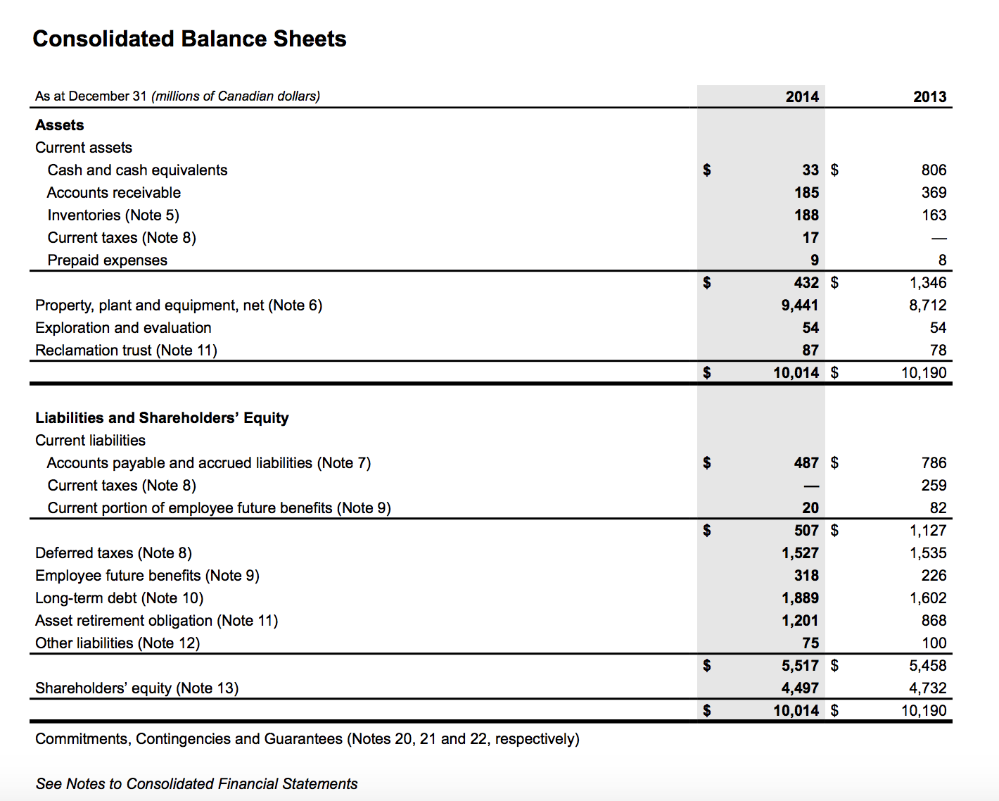 Consolidated Balance Sheets
As at December 31 (millions of Canadian dollars) 2014 2013
Assets
Current assets
Cash and cash equivalents $ 33 $ 806
Accounts receivable 185 369
Inventories (Note 5) 188 163
Current taxes (Note 8) 17 —
Prepaid expenses 9 8
$ 432 $ 1,346
Property, plant and equipment, net (Note 6) 9,441 8,712
Exploration and evaluation 54 54
Reclamation trust (Note 11) 87 78
$ 10,014 $ 10,190
Liabilities and Shareholders’ Equity
Current liabilities
Accounts payable and accrued liabilities (Note 7) $ 487 $ 786
Current taxes (Note 8) — 259
Current portion of employee future benefits (Note 9) 20 82
$ 507 $ 1,127
Deferred taxes (Note 8) 1,527 1,535
Employee future benefits (Note 9) 318 226
Long-term debt (Note 10) 1,889 1,602
Asset retirement obligation (Note 11) 1,201 868
Other liabilities (Note 12) 75 100
$ 5,517 $ 5,458
Shareholders’ equity (Note 13) 4,497 4,732
$ 10,014 $ 10,190
Commitments, Contingencies and Guarantees (Notes 20, 21 and 22, respectively)
See Notes to Consolidated Financial Statements